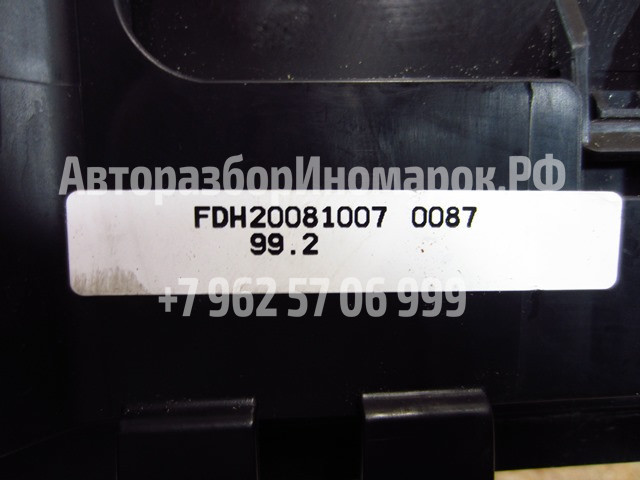 АвторазборИномарок.РФ
FDH20081007 0087
99.2
+7 962 57 06 999